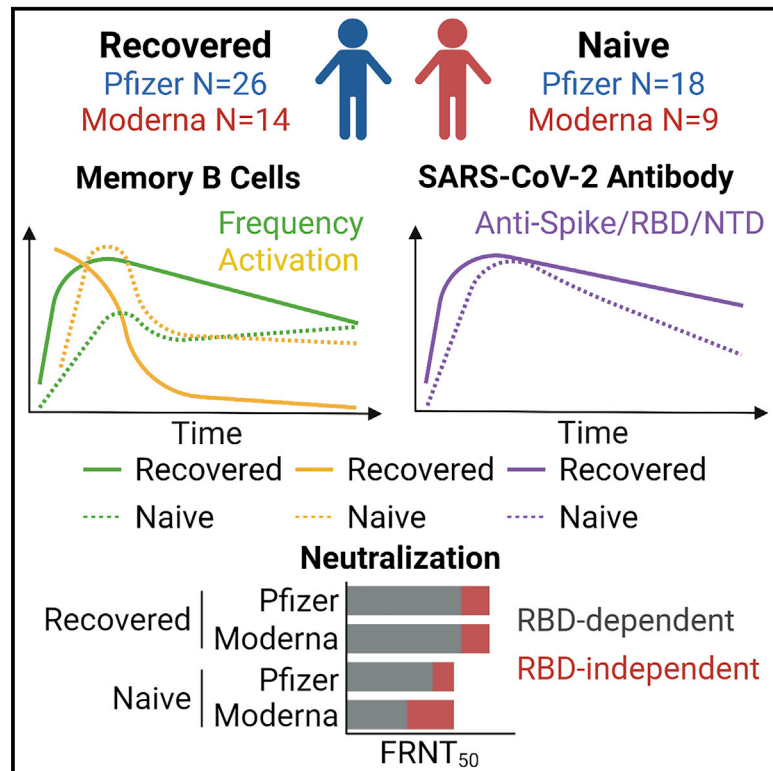 Recovered
Pfizer N=26
Moderna N=14
Naive
Pfizer N=18
Moderna N=9
Memory B Cells
Frequency
Activation
Time
SARS-CoV-2 Antibody
Anti-Spike/RBD/NTD
Time
Recovered
Recovered
Recovered
Naive
Naive
Naive
Neutralization
Recovered
Pfizer
Moderna
Naive
Pfizer
Moderna
RBD-dependent
RBD-independent
FRNT₅₀